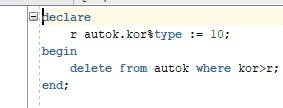 declare
r autok.kor%type := 10;
begin
delete from autok where kor>r;
end;